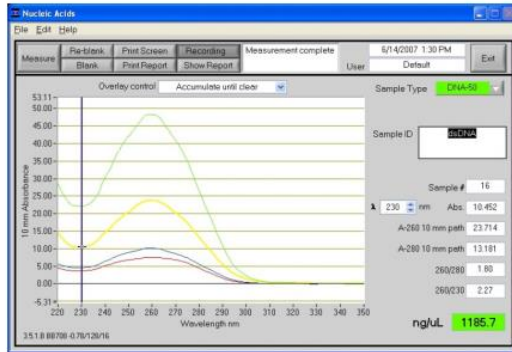 Nucleic Acids
File Edit Help
Measure Re-blank Print Screen Recording Measurement complete 6/14/2007 1:30 PM Exit
Blank Print Report Show Report User Default
Overlay control Accumulate until clear Sample Type DNA-50
53.11
50.00
45.00
40.00
35.00
30.00
25.00
20.00
15.00
10.00
5.00
0.00
-5.31
10 mm Absorbance
220 230 240 250 260 270 280 290 300 310 320 330 340 350
Wavelength nm
Sample ID dsDNA
Sample # 16
λ 230 nm Abs. 10.452
A-260 10 mm path 23.714
A-280 10 mm path 13.181
260/280 1.80
260/230 2.27
ng/uL 1185.7